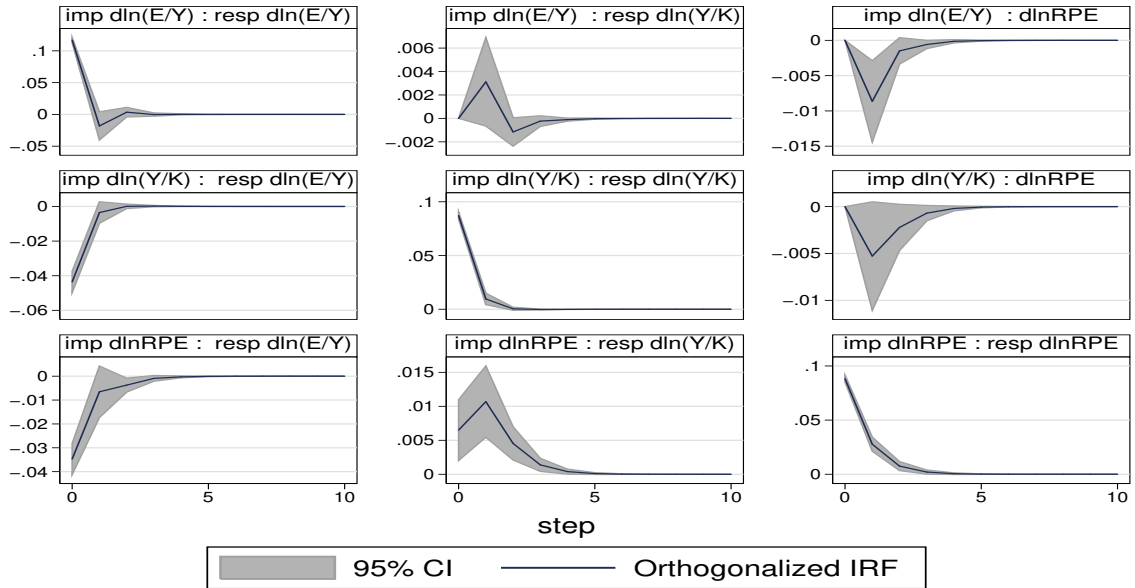 imp dln(E/Y) : resp dln(E/Y)
imp dln(E/Y) : resp dln(Y/K)
imp dln(E/Y) : dlnRPE
.1
.05
0
−.05
.006
.004
.002
0
−.002
0
−.005
−.01
−.015
imp dln(Y/K) : resp dln(E/Y)
imp dln(Y/K) : resp dln(Y/K)
imp dln(Y/K) : dlnRPE
0
−.02
−.04
−.06
.1
.05
0
0
−.005
−.01
imp dlnRPE : resp dln(E/Y)
imp dlnRPE : resp dln(Y/K)
imp dlnRPE : resp dlnRPE
0
−.01
−.02
−.03
−.04
.015
.01
.005
0
.1
.05
0
0 5 10
0 5 10
0 5 10
step
95% CI
Orthogonalized IRF